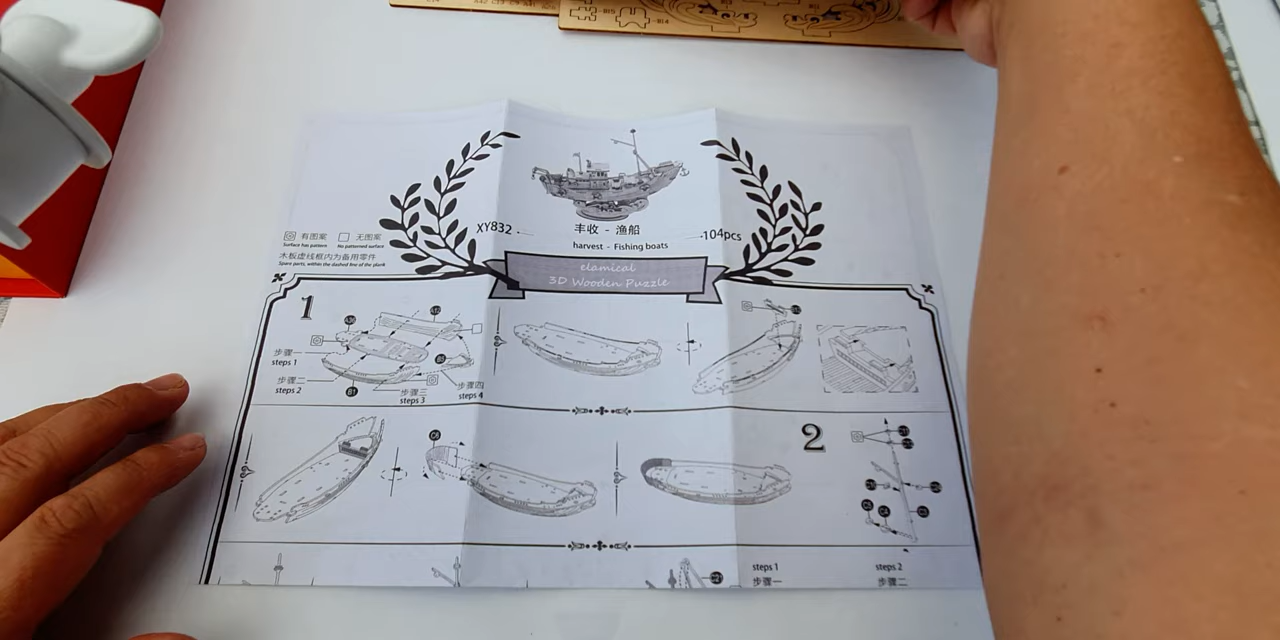 B15
B14
B11
XY832
丰收 - 渔船
harvest - Fishing boats
104pcs
有图案
无图案
Surface has pattern
No patterned surface
木板虚线框内为备用零件
Spare parts, within the dashed line of the plank
elamical
3D Wooden Puzzle
1
步骤一
steps 1
步骤二
steps 2
B1
步骤三
steps 3
步骤四
steps 4
2
steps 1
步骤一
steps 2
步骤二